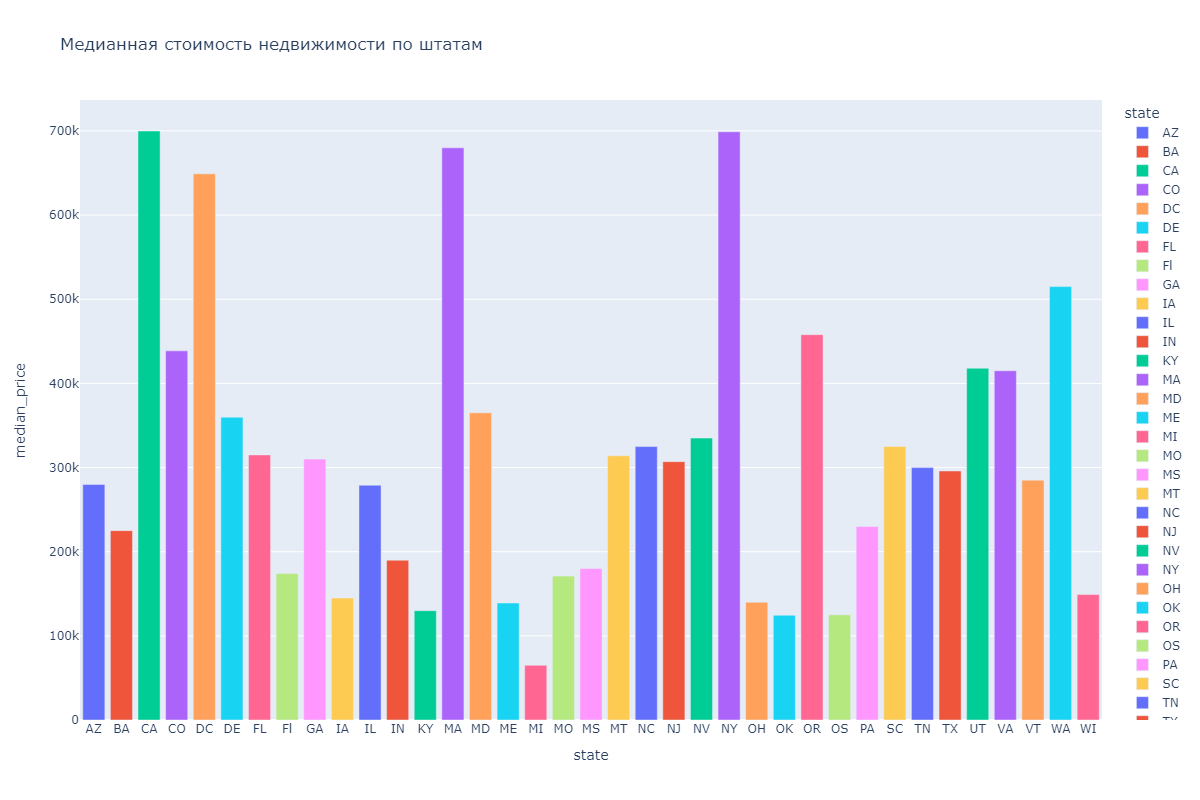 Медианная стоимость недвижимости по штатам
median_price
700k
600k
500k
400k
300k
200k
100k
0
AZ BA CA CO DC DE FL Fl GA IA IL IN KY MA MD ME MI MO MS MT NC NJ NV NY OH OK OR OS PA SC TN TX UT VA VT WA WI
state
state
AZ
BA
CA
CO
DC
DE
FL
Fl
GA
IA
IL
IN
KY
MA
MD
ME
MI
MO
MS
MT
NC
NJ
NV
NY
OH
OK
OR
OS
PA
SC
TN
TX